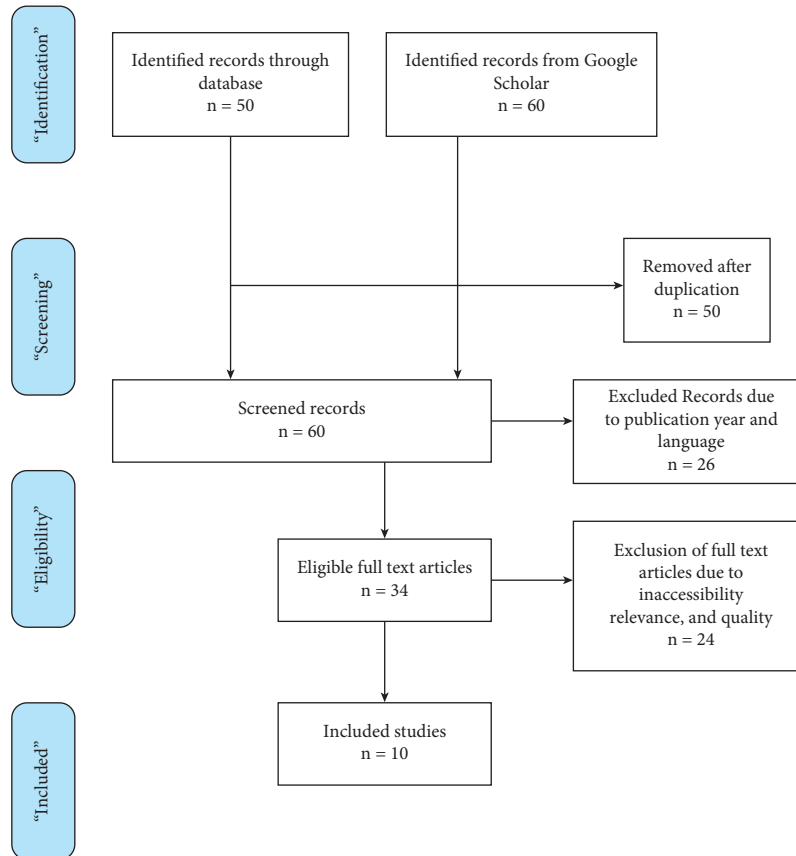 “Identification”
Identified records through
database
n = 50
Identified records from Google
Scholar
n = 60
“Screening”
Removed after
duplication
n = 50
Screened records
n = 60
Excluded Records due
to publication year and
language
n = 26
“Eligibility”
Eligible full text articles
n = 34
Exclusion of full text
articles due to
inaccessibility
relevance, and quality
n = 24
“Included”
Included studies
n = 10